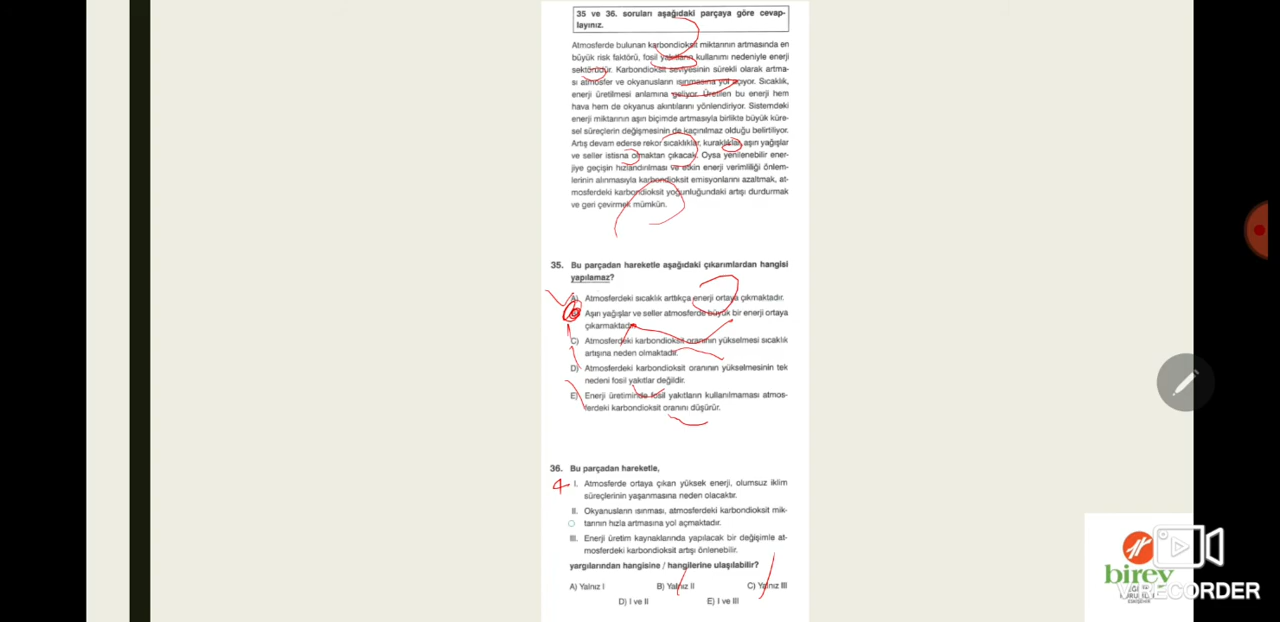 35 ve 36. soruları aşağıdaki parçaya göre cevap-
layınız.
Atmosferde bulunan karbondioksit miktarının artmasında en
büyük risk faktörü, fosil yakıtların kullanımı nedeniyle enerji
sektörüdür. Karbondioksit seviyesinin sürekli olarak artma-
sı atmosfer ve okyanusların ısınmasına yol açıyor. Sıcaklık,
enerji üretilmesi anlamına geliyor. Üretilen bu enerji hem
hava hem de okyanus akıntılarını yönlendiriyor. Sistemdeki
enerji miktarının aşırı biçimde artmasıyla birlikte büyük küre-
sel süreçlerin değişmesinin de kaçınılmaz olduğu belirtiliyor.
Artış devam ederse rekor sıcaklıklar, kuraklıklar, aşırı yağışlar
ve seller istisna olmaktan çıkacak. Oysa yenilenebilir ener-
jiye geçişin hızlandırılması ve etkin enerji verimliliği önlem-
lerinin alınmasıyla karbondioksit emisyonlarını azaltmak, at-
mosferdeki karbondioksit yoğunluğundaki artışı durdurmak
ve geri çevirmek mümkün.
35. Bu parçadan hareketle aşağıdaki çıkarımlardan hangisi
yapılamaz?
A) Atmosferdeki sıcaklık arttıkça enerji ortaya çıkmaktadır.
Aşırı yağışlar ve seller atmosferde büyük bir enerji ortaya
çıkarmaktadır.
C) Atmosferdeki karbondioksit oranının yükselmesi sıcaklık
artışına neden olmaktadır.
D) Atmosferdeki karbondioksit oranının yükselmesinin tek
nedeni fosil yakıtlar değildir.
E) Enerji üretiminde fosil yakıtların kullanılmaması atmos-
ferdeki karbondioksit oranını düşürür.
36. Bu parçadan hareketle,
I. Atmosferde ortaya çıkan yüksek enerji, olumsuz iklim
süreçlerinin yaşanmasına neden olacaktır.
II. Okyanusların ısınması, atmosferdeki karbondioksit mik-
tarının hızla artmasına yol açmaktadır.
III. Enerji üretim kaynaklarında yapılacak bir değişimle at-
mosferdeki karbondioksit artışı önlenebilir.
yargılarından hangisine / hangilerine ulaşılabilir?
A) Yalnız I B) Yalnız II C) Yalnız III
D) I ve II E) I ve III
birey
RECORDER